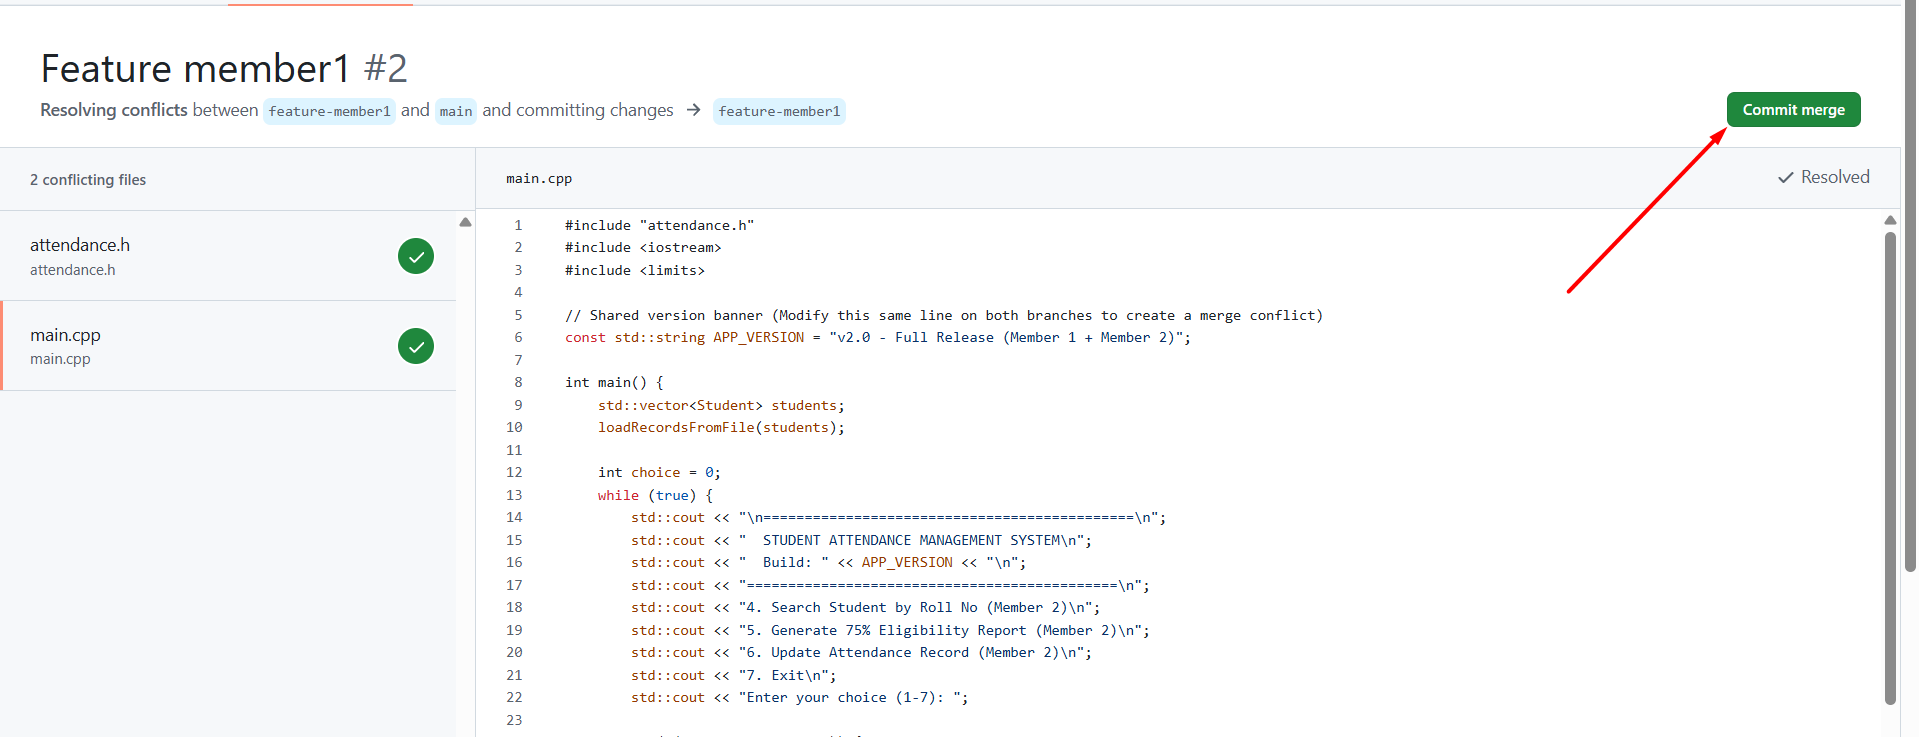 Feature member1 #2
Resolving conflicts between feature-member1 and main and committing changes → feature-member1
Commit merge
2 conflicting files
main.cpp
Resolved
attendance.h
attendance.h
main.cpp
main.cpp
1 #include "attendance.h"
2 #include <iostream>
3 #include <limits>
4
5 // Shared version banner (Modify this same line on both branches to create a merge conflict)
6 const std::string APP_VERSION = "v2.0 - Full Release (Member 1 + Member 2)";
7
8 int main() {
9     std::vector<Student> students;
10     loadRecordsFromFile(students);
11
12     int choice = 0;
13     while (true) {
14         std::cout << "\n=============================================\n";
15         std::cout << "  STUDENT ATTENDANCE MANAGEMENT SYSTEM\n";
16         std::cout << "  Build: " << APP_VERSION << "\n";
17         std::cout << "=============================================\n";
18         std::cout << "4. Search Student by Roll No (Member 2)\n";
19         std::cout << "5. Generate 75% Eligibility Report (Member 2)\n";
20         std::cout << "6. Update Attendance Record (Member 2)\n";
21         std::cout << "7. Exit\n";
22         std::cout << "Enter your choice (1-7): ";
23